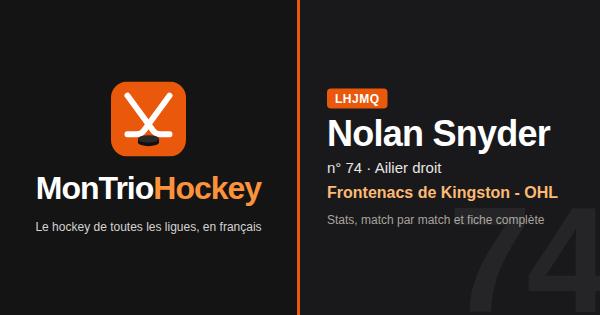 MonTrioHockey
Le hockey de toutes les ligues, en français
LHJMQ
Nolan Snyder
n° 74 · Ailier droit
Frontenacs de Kingston - OHL
Stats, match par match et fiche complète
74